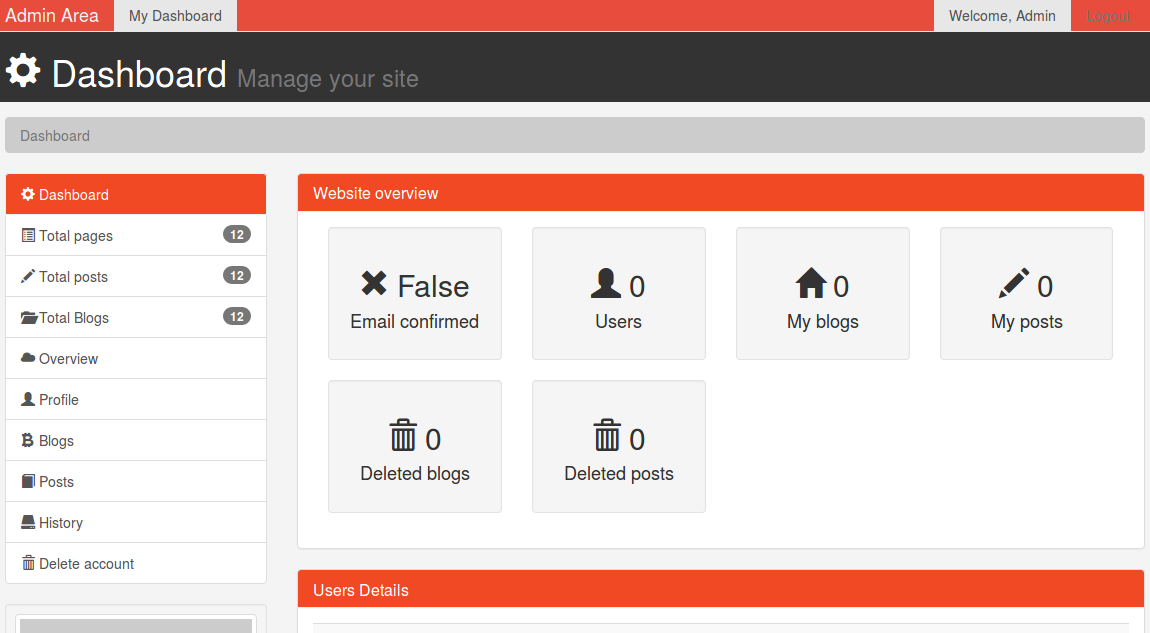 Admin Area My Dashboard Welcome, Admin Logout
Dashboard Manage your site
Dashboard
Dashboard
Total pages 12
Total posts 12
Total Blogs 12
Overview
Profile
Blogs
Posts
History
Delete account
Website overview
False
Email confirmed
0
Users
0
My blogs
0
My posts
0
Deleted blogs
0
Deleted posts
Users Details